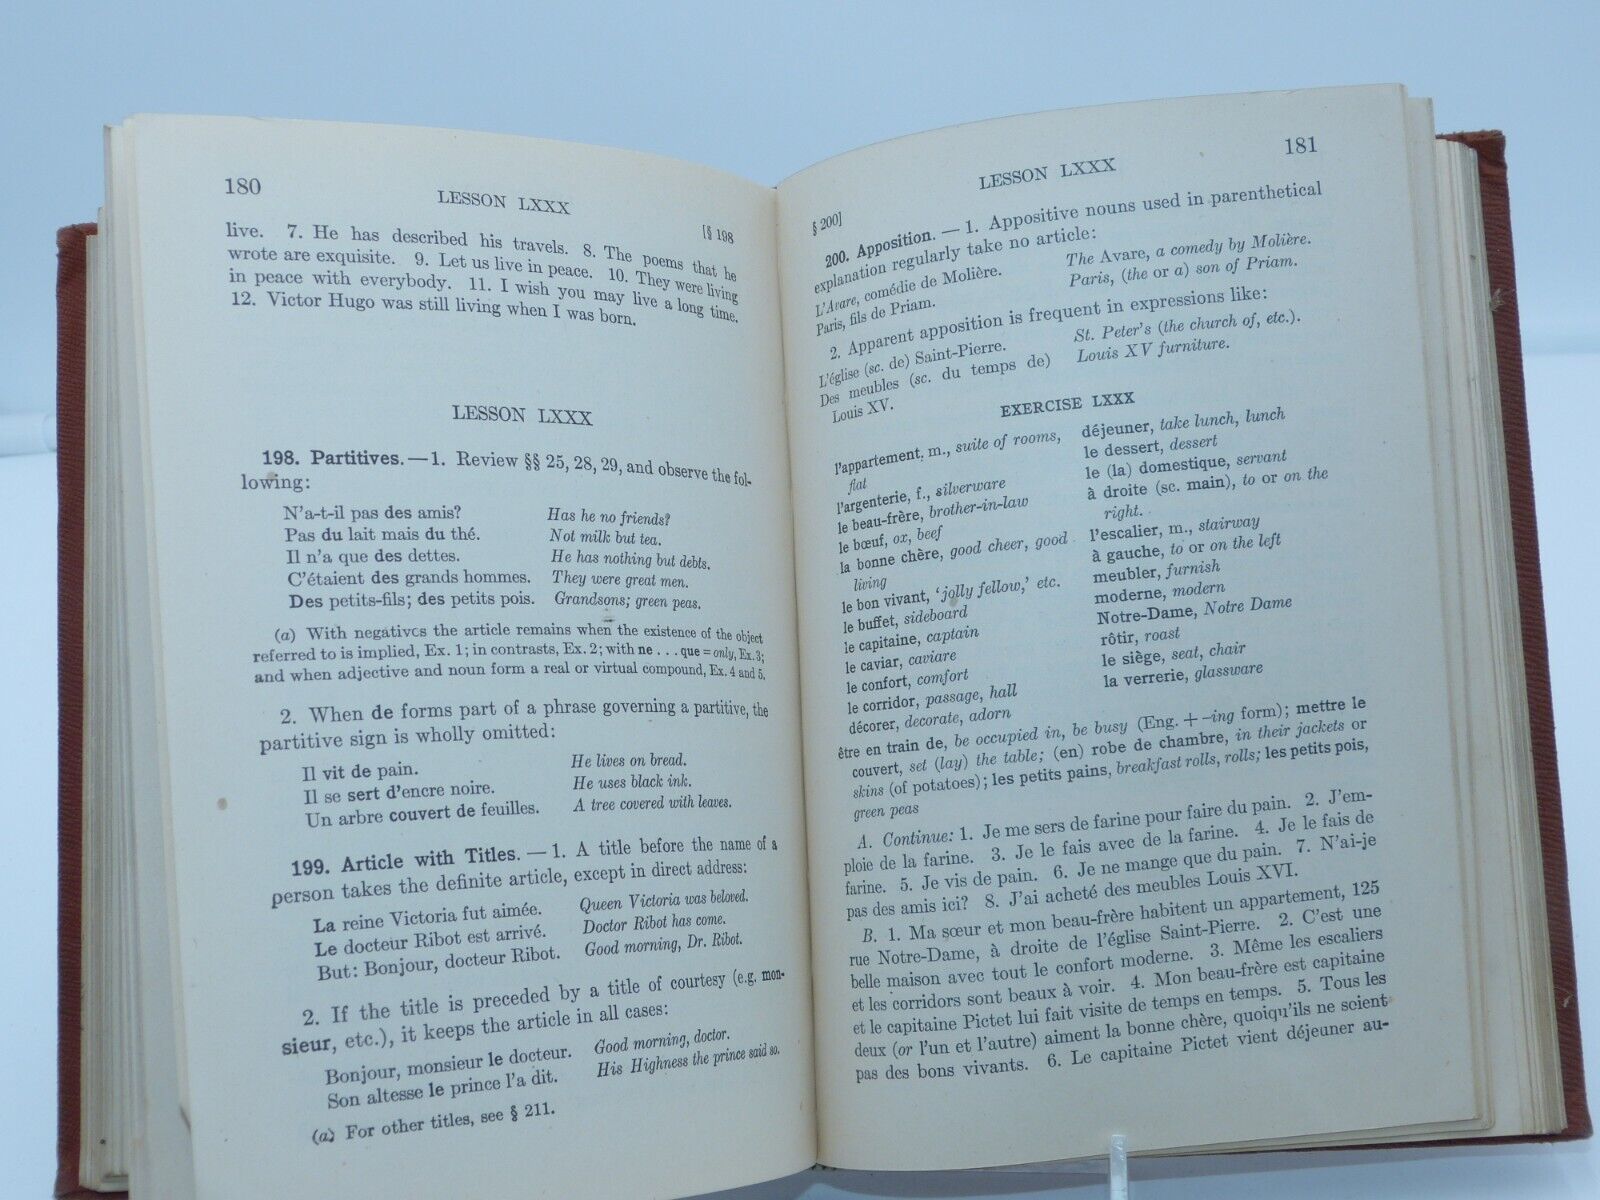 180
LESSON LXXX
[§ 198
live. 7. He has described his travels. 8. The poems that he
wrote are exquisite. 9. Let us live in peace. 10. They were living
in peace with everybody. 11. I wish you may live a long time.
12. Victor Hugo was still living when I was born.
LESSON LXXX
198. Partitives. — 1. Review §§ 25, 28, 29, and observe the fol-
lowing:
N'a-t-il pas des amis? Has he no friends?
Pas du lait mais du thé. Not milk but tea.
Il n'a que des dettes. He has nothing but debts.
C'étaient des grands hommes. They were great men.
Des petits-fils; des petits pois. Grandsons; green peas.
(a) With negatives the article remains when the existence of the object
referred to is implied, Ex. 1; in contrasts, Ex. 2; with ne . . . que = only, Ex. 3;
and when adjective and noun form a real or virtual compound, Ex. 4 and 5.
2. When de forms part of a phrase governing a partitive, the
partitive sign is wholly omitted:
Il vit de pain. He lives on bread.
Il se sert d'encre noire. He uses black ink.
Un arbre couvert de feuilles. A tree covered with leaves.
199. Article with Titles. — 1. A title before the name of a
person takes the definite article, except in direct address:
La reine Victoria fut aimée. Queen Victoria was beloved.
Le docteur Ribot est arrivé. Doctor Ribot has come.
But: Bonjour, docteur Ribot. Good morning, Dr. Ribot.
2. If the title is preceded by a title of courtesy (e.g. mon-
sieur, etc.), it keeps the article in all cases:
Bonjour, monsieur le docteur. Good morning, doctor.
Son altesse le prince l'a dit. His Highness the prince said so.
(a) For other titles, see § 211.
181
LESSON LXXX
§ 200]
200. Apposition. — 1. Appositive nouns used in parenthetical
explanation regularly take no article:
L'Avare, comédie de Molière. The Avare, a comedy by Molière.
Paris, fils de Priam. Paris, (the or a) son of Priam.
2. Apparent apposition is frequent in expressions like:
L'église (sc. de) Saint-Pierre. St. Peter's (the church of, etc.).
Des meubles (sc. du temps de) Louis XV furniture.
Louis XV.
EXERCISE LXXX
l'appartement, m., suite of rooms,
flat
l'argenterie, f., silverware
le beau-frère, brother-in-law
le bœuf, ox, beef
la bonne chère, good cheer, good
living
le bon vivant, 'jolly fellow,' etc.
le buffet, sideboard
le capitaine, captain
le caviar, caviare
le confort, comfort
le corridor, passage, hall
décorer, decorate, adorn
déjeuner, take lunch, lunch
le dessert, dessert
le (la) domestique, servant
à droite (sc. main), to or on the
right.
l'escalier, m., stairway
à gauche, to or on the left
meubler, furnish
moderne, modern
Notre-Dame, Notre Dame
rôtir, roast
le siège, seat, chair
la verrerie, glassware
être en train de, be occupied in, be busy (Eng. + -ing form); mettre le
couvert, set (lay) the table; (en) robe de chambre, in their jackets or
skins (of potatoes); les petits pains, breakfast rolls, rolls; les petits pois,
green peas
A. Continue: 1. Je me sers de farine pour faire du pain. 2. J'em-
ploie de la farine. 3. Je le fais avec de la farine. 4. Je le fais de
farine. 5. Je vis de pain. 6. Je ne mange que du pain. 7. N'ai-je
pas des amis ici? 8. J'ai acheté des meubles Louis XVI.
B. 1. Ma sœur et mon beau-frère habitent un appartement, 125
rue Notre-Dame, à droite de l'église Saint-Pierre. 2. C'est une
belle maison avec tout le confort moderne. 3. Même les escaliers
et les corridors sont beaux à voir. 4. Mon beau-frère est capitaine
et le capitaine Pictet lui fait visite de temps en temps. 5. Tous les
deux (or l'un et l'autre) aiment la bonne chère, quoiqu'ils ne soient
pas des bons vivants. 6. Le capitaine Pictet vient déjeuner au-